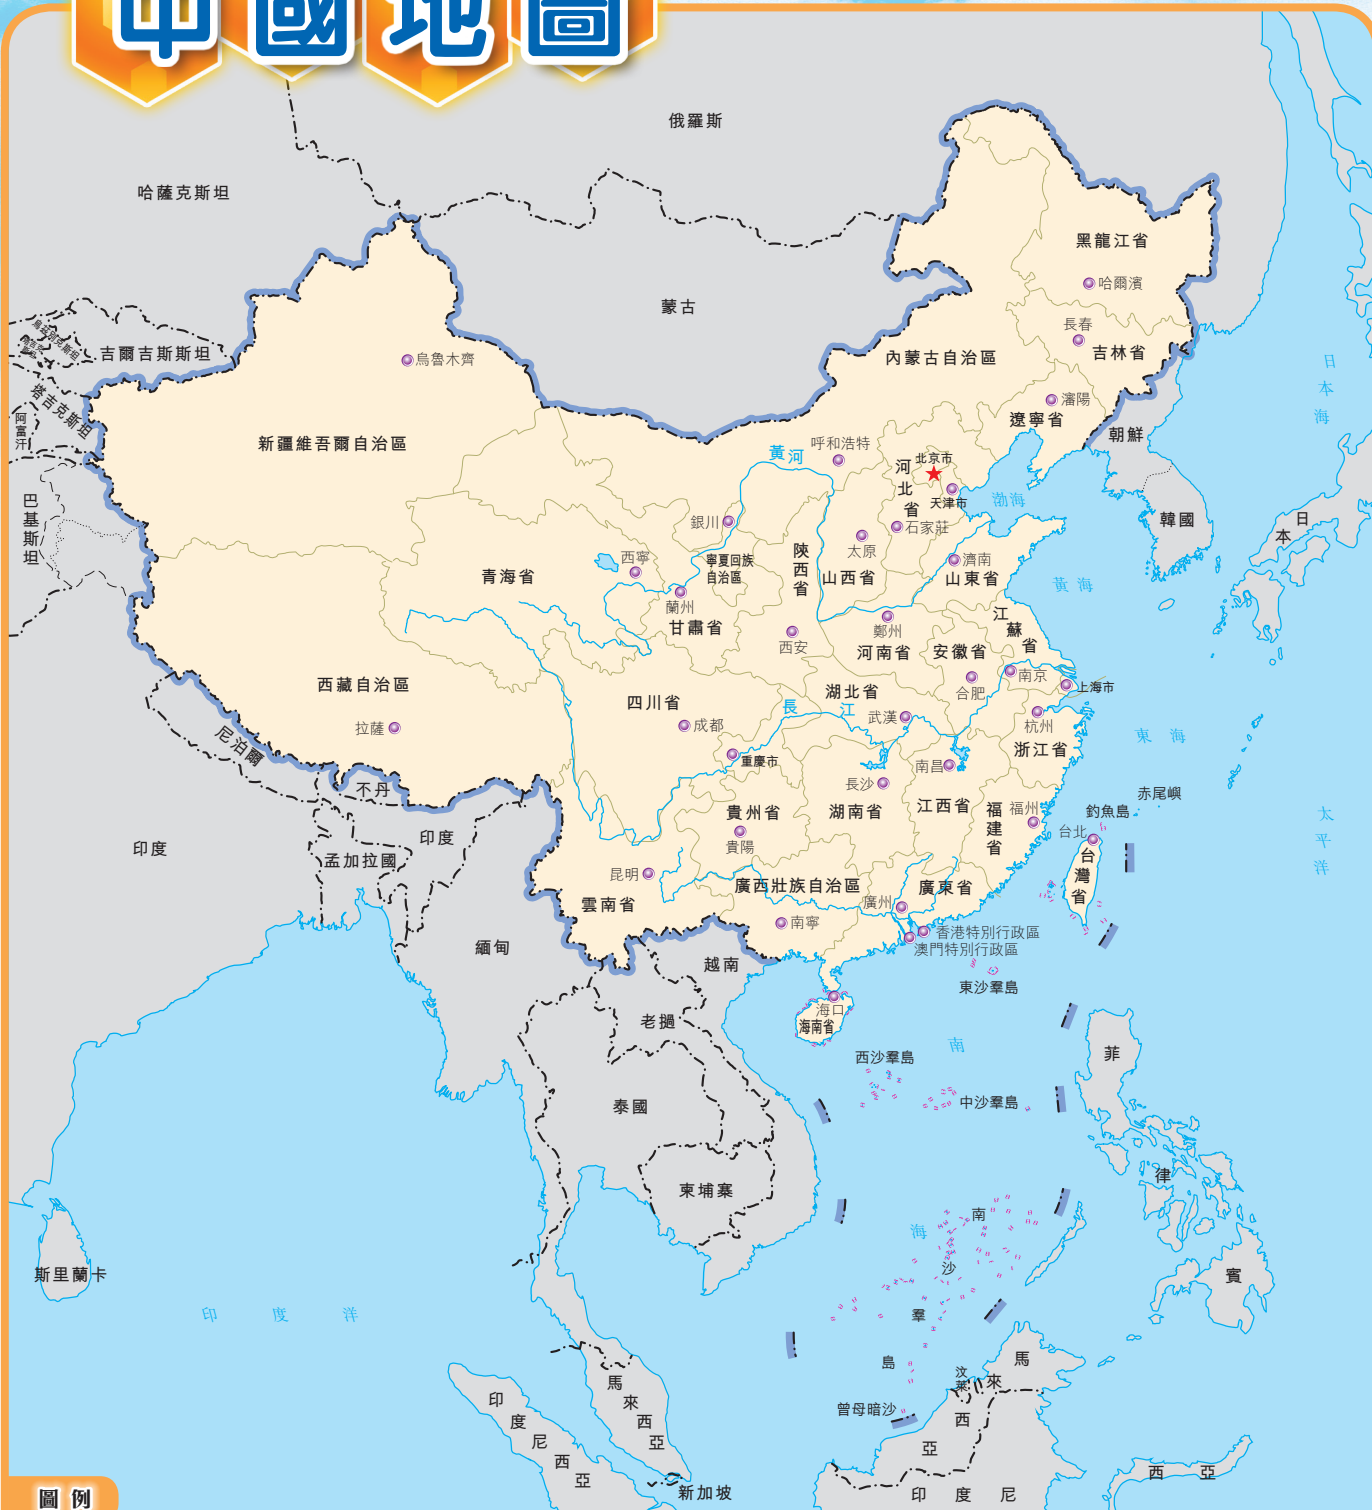 中國地圖
俄羅斯
哈薩克斯坦
蒙古
黑龍江省
哈爾濱
長春
吉林省
內蒙古自治區
瀋陽
遼寧省
朝鮮
日本海
吉爾吉斯斯坦
塔吉克斯坦
阿富汗
巴基斯坦
烏魯木齊
新疆維吾爾自治區
呼和浩特
黃河
河北省
北京市
天津市
渤海
石家莊
銀川
寧夏回族
自治區
太原
陝西省
山西省
濟南
山東省
韓國
日本
黃海
西寧
青海省
蘭州
甘肅省
西安
鄭州
河南省
安徽省
江蘇省
合肥
南京
上海市
西藏自治區
拉薩
四川省
成都
湖北省
長江
武漢
杭州
浙江省
東海
尼泊爾
不丹
重慶市
長沙
南昌
赤尾嶼
釣魚島
印度
印度
孟加拉國
貴州省
貴陽
湖南省
江西省
福建省
福州
台北
台灣省
太平洋
昆明
雲南省
廣西壯族自治區
南寧
廣州
廣東省
香港特別行政區
澳門特別行政區
緬甸
越南
東沙羣島
海口
海南省
老撾
西沙羣島
南海
中沙羣島
菲律賓
泰國
柬埔寨
南沙羣島
斯里蘭卡
印度洋
曾母暗沙
汶萊
馬來西亞
馬來西亞
印度尼西亞
新加坡
印度尼西亞
圖例